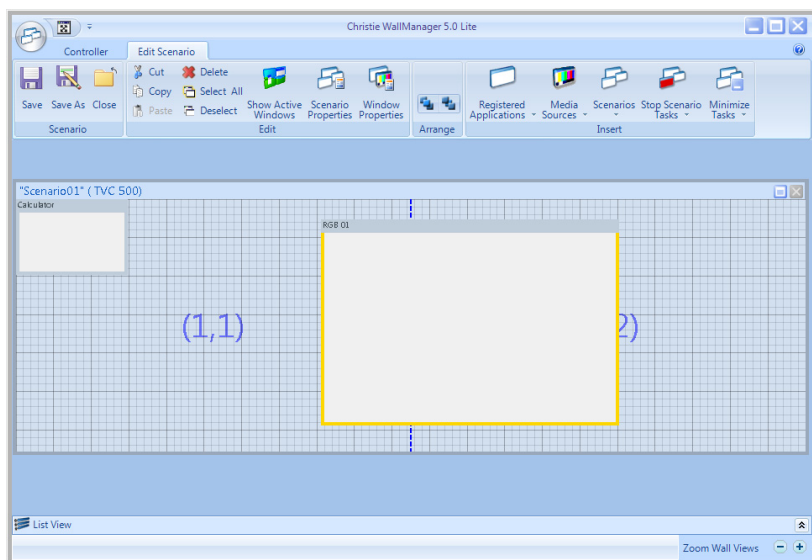 Christie WallManager 5.0 Lite
Controller
Edit Scenario
Save
Save As
Close
Cut
Copy
Paste
Delete
Select All
Deselect
Show Active
Windows
Scenario
Properties
Window
Properties
Registered
Applications
Media
Sources
Scenarios
Stop Scenario
Tasks
Minimize
Tasks
Scenario
Edit
Arrange
Insert
"Scenario01" ( TVC 500)
Calculator
RGB 01
(1,1)
2)
List View
Zoom Wall Views